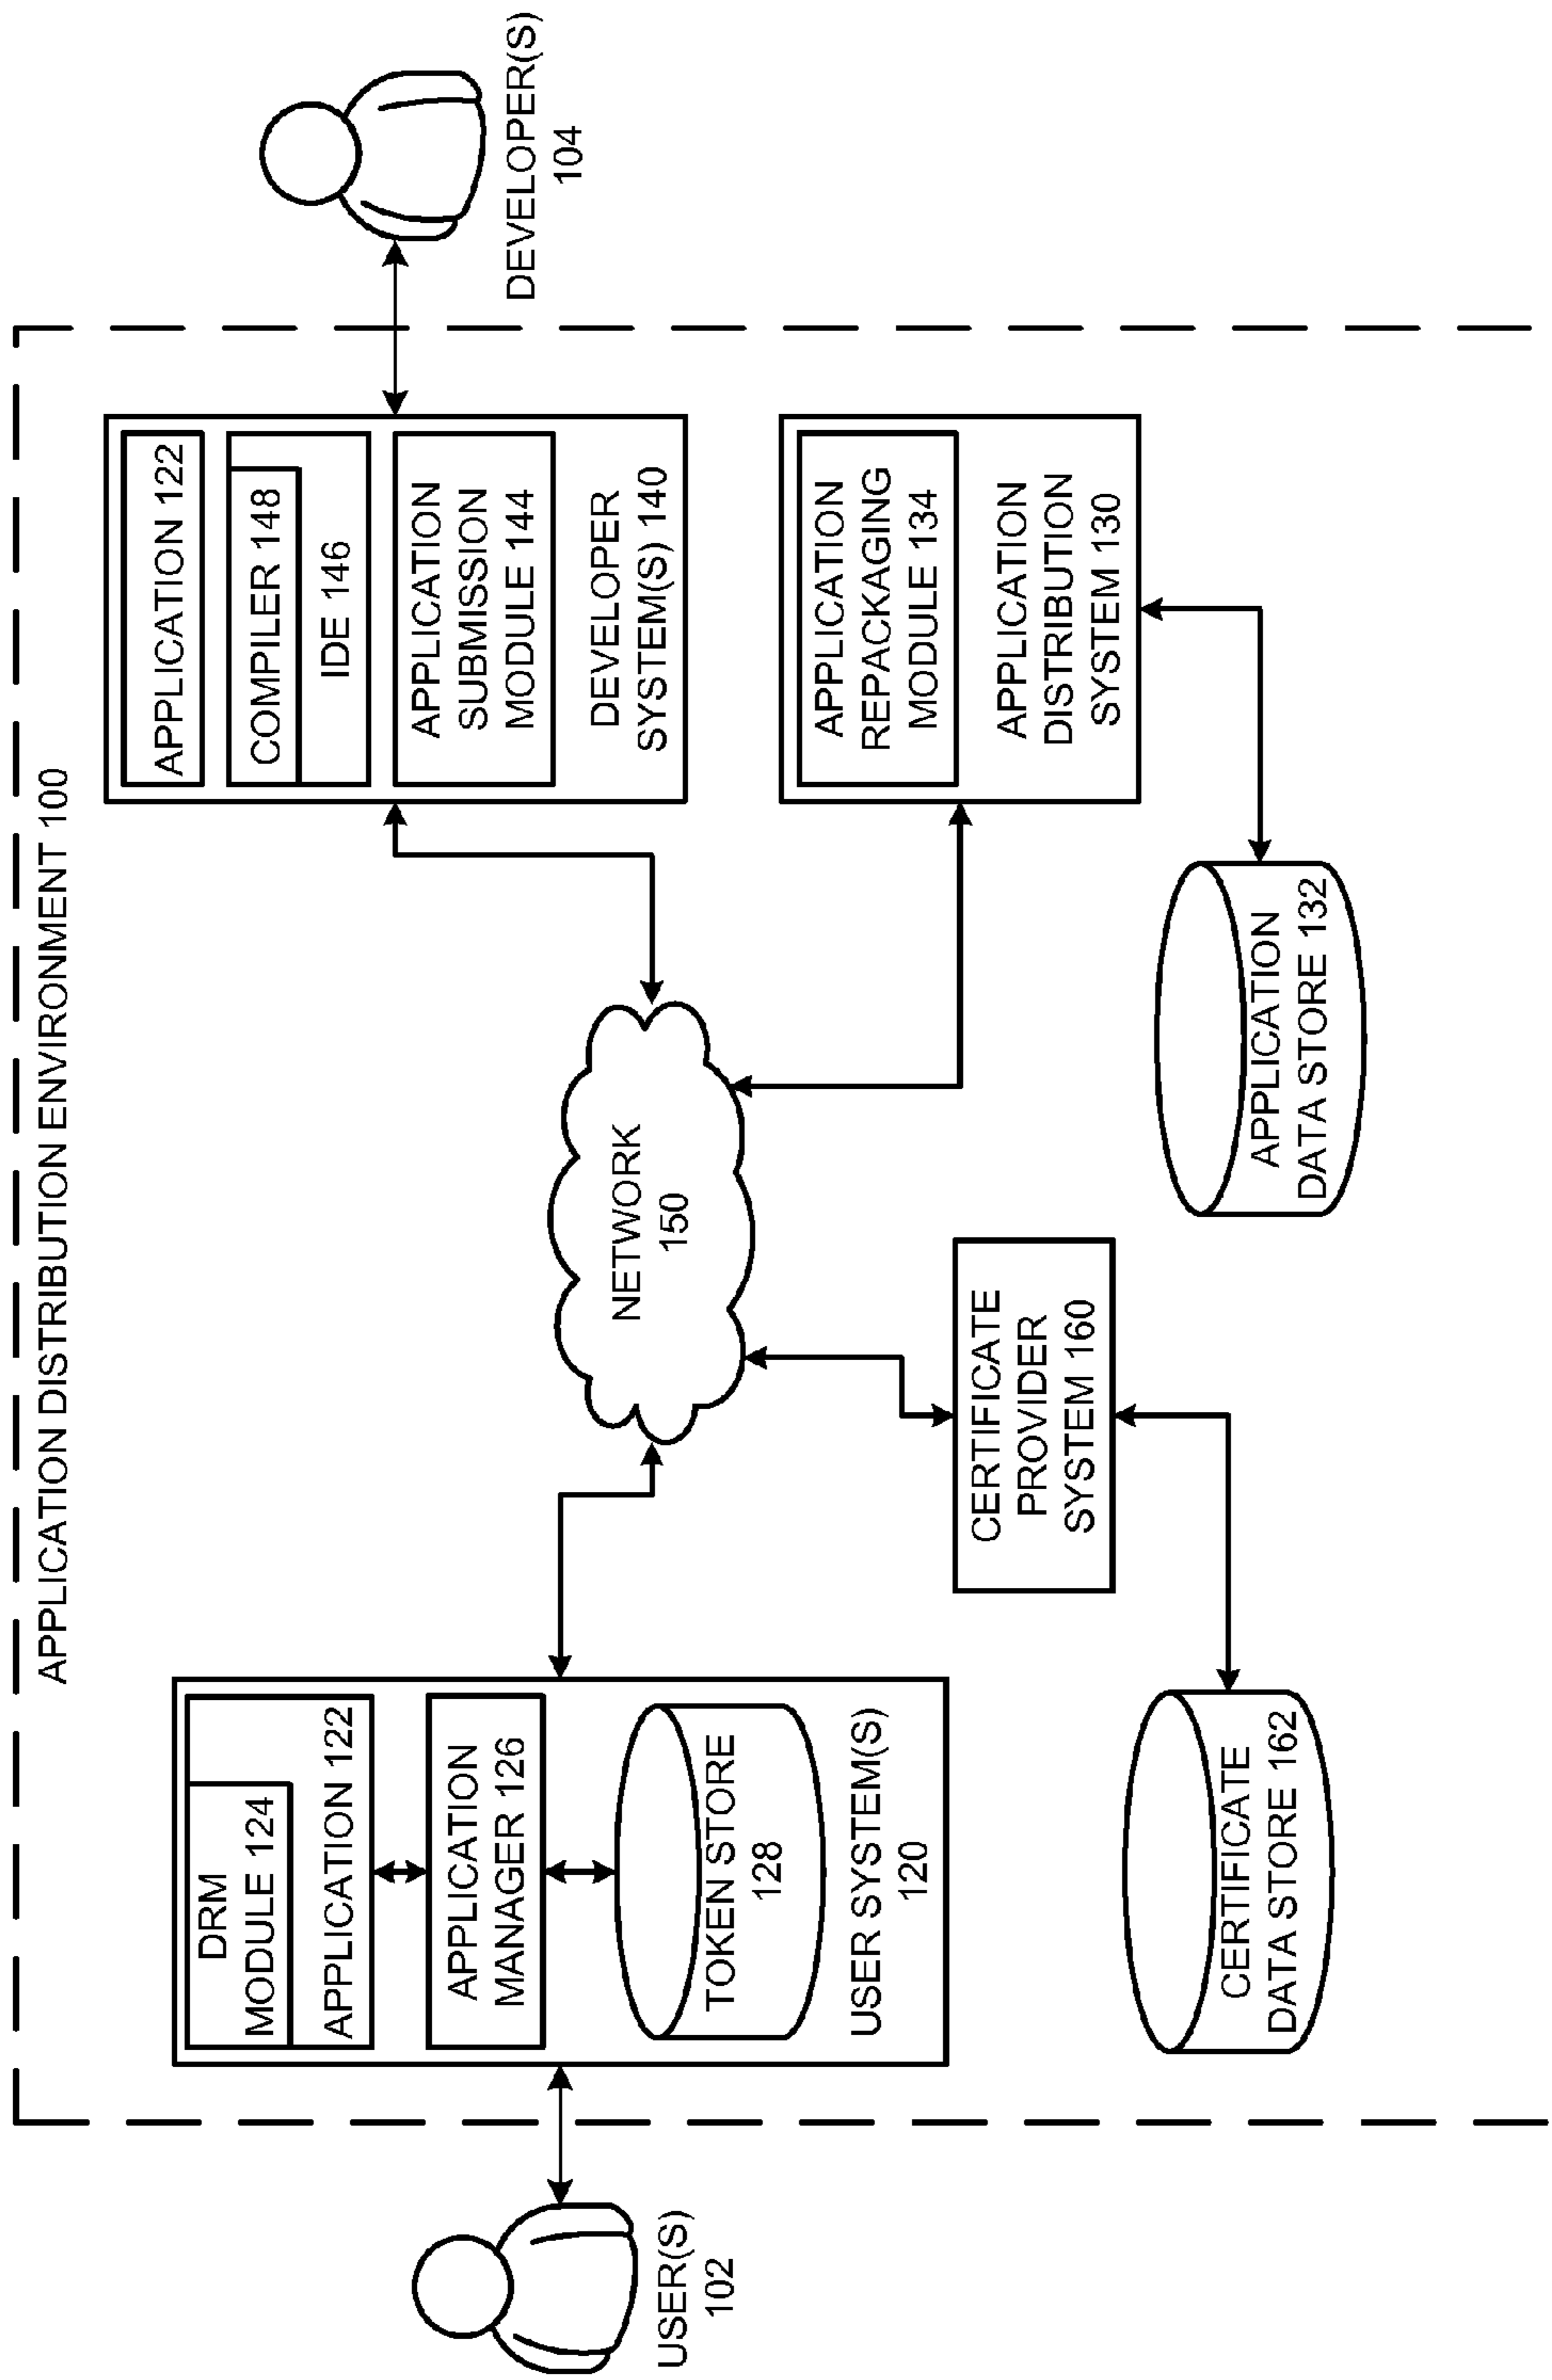 APPLICATION DISTRIBUTION ENVIRONMENT 100
DRM
MODULE 124
APPLICATION 122
APPLICATION
MANAGER 126
TOKEN STORE
128
USER SYSTEM(S)
120
USER(S)
102
NETWORK
150
APPLICATION 122
COMPILER 148
IDE 146
APPLICATION
SUBMISSION
MODULE 144
DEVELOPER
SYSTEM(S) 140
DEVELOPER(S)
104
APPLICATION
REPACKAGING
MODULE 134
APPLICATION
DISTRIBUTION
SYSTEM 130
CERTIFICATE
PROVIDER
SYSTEM 160
CERTIFICATE
DATA STORE 162
APPLICATION
DATA STORE 132